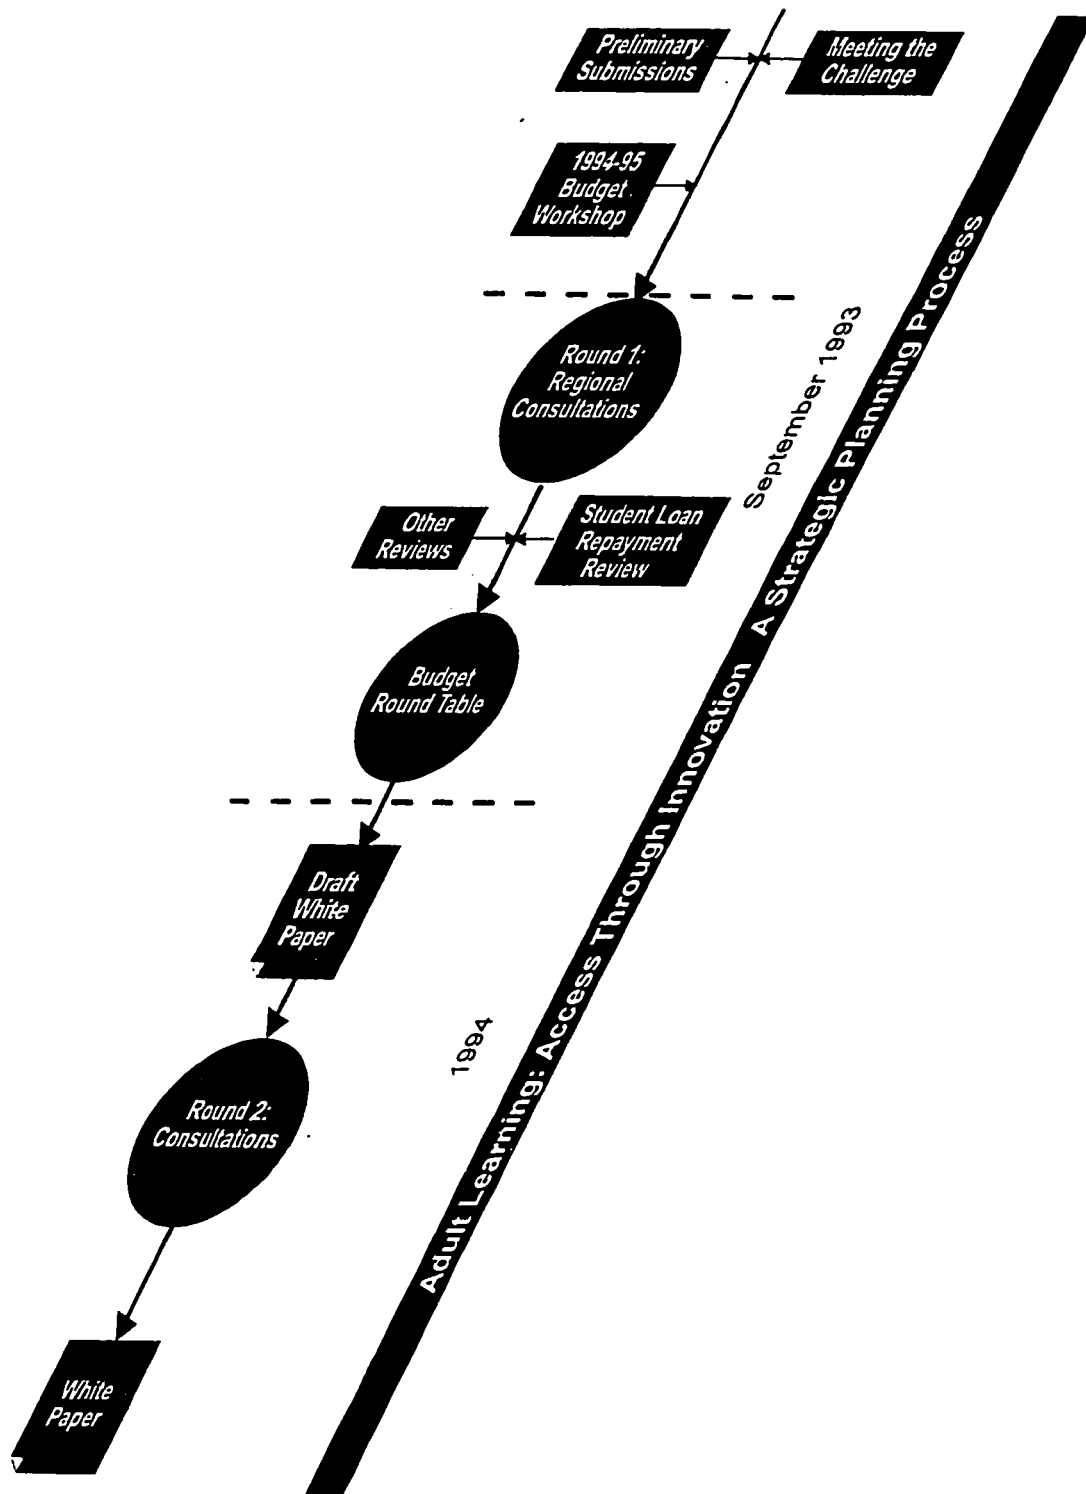 Preliminary
Submissions
Meeting the
Challenge
1994-95
Budget
Workshop
Round 1:
Regional
Consultations
September 1993
Other
Reviews
Student Loan
Repayment
Review
Budget
Round Table
Draft
White
Paper
1994
Round 2:
Consultations
White
Paper
Adult Learning: Access Through Innovation A Strategic Planning Process